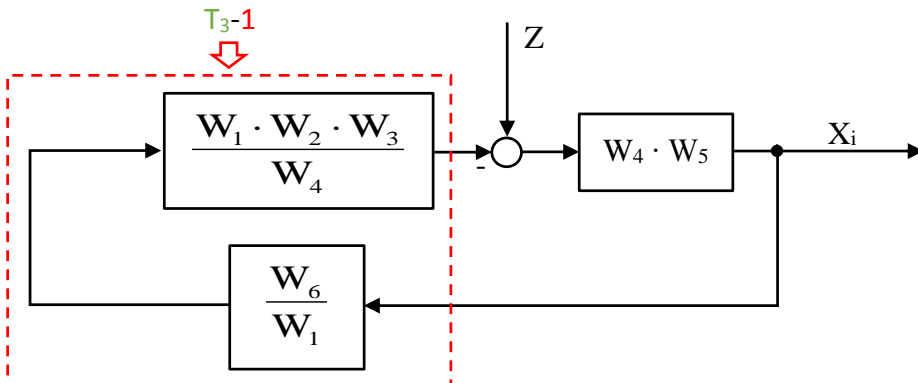 T₃-1
Z
W₁ · W₂ · W₃
W₄
-
W₄ · W₅
Xᵢ
W₆
W₁